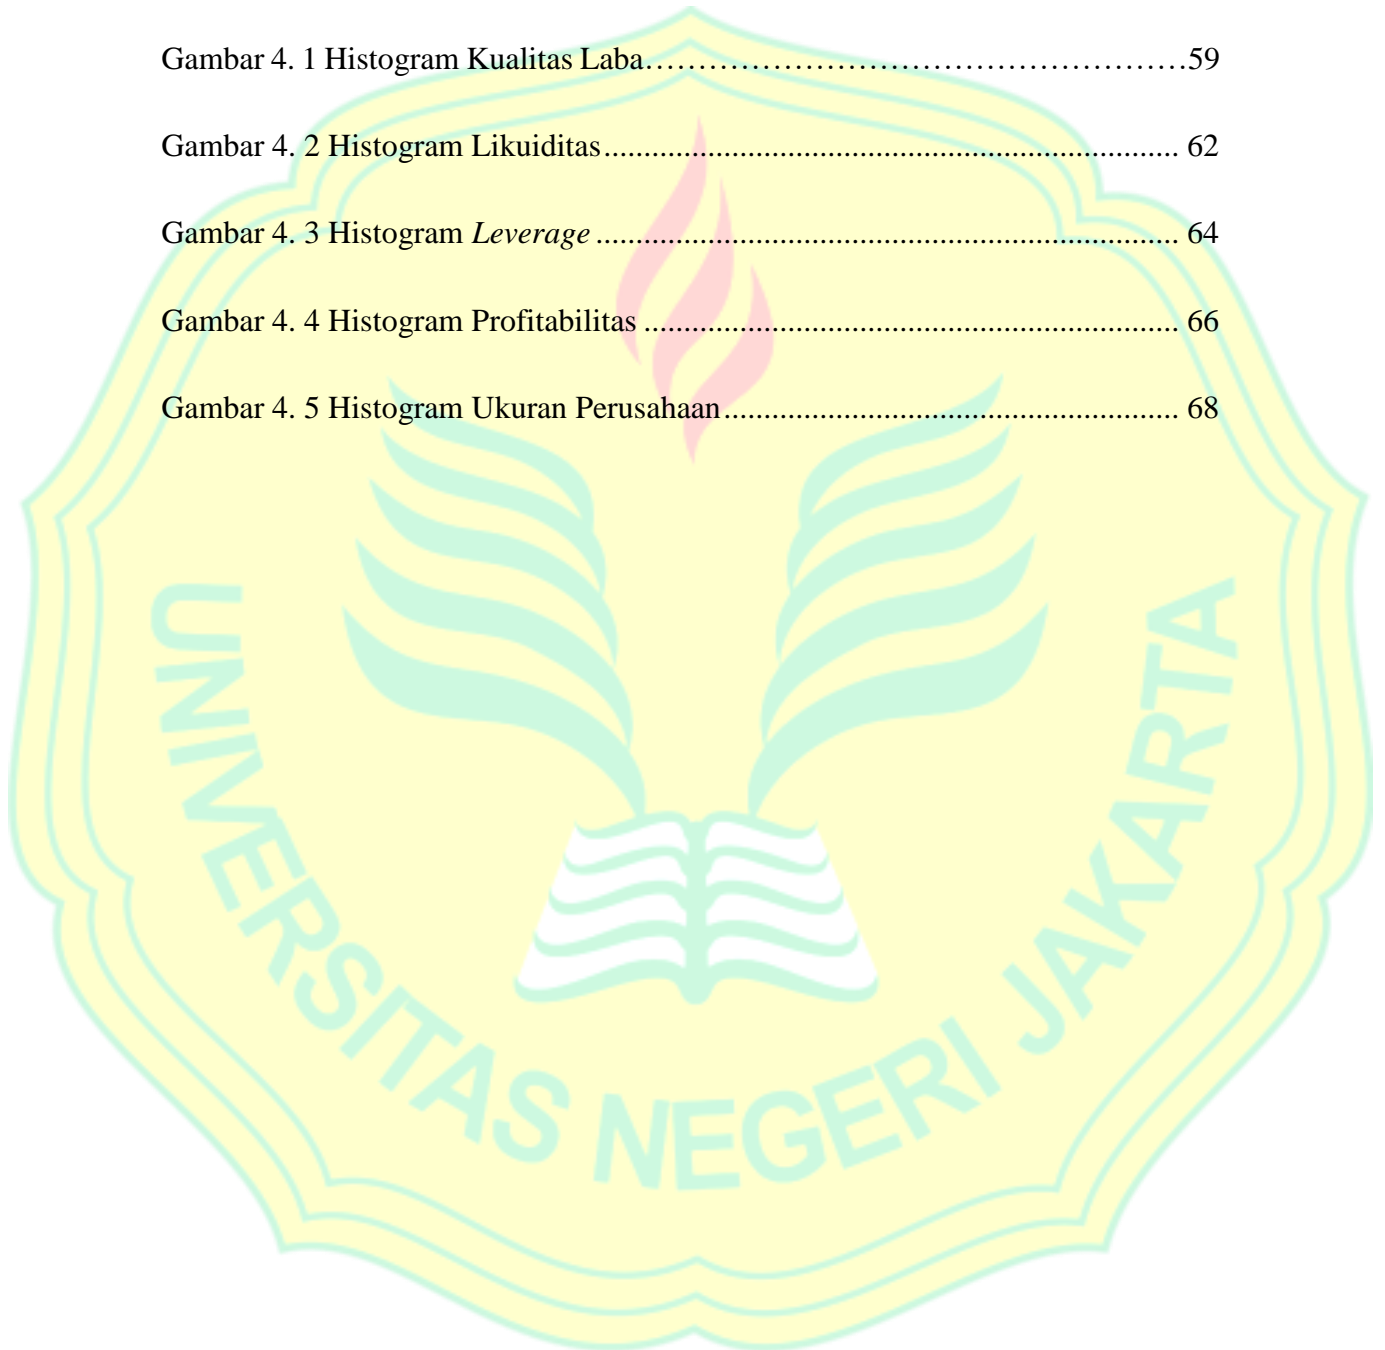 Gambar 4. 1 Histogram Kualitas Laba……………………………………………59
Gambar 4. 2 Histogram Likuiditas............................................................. 62
Gambar 4. 3 Histogram Leverage .............................................................. 64
Gambar 4. 4 Histogram Profitabilitas ......................................................... 66
Gambar 4. 5 Histogram Ukuran Perusahaan................................................ 68
UNIVERSITAS NEGERI JAKARTA